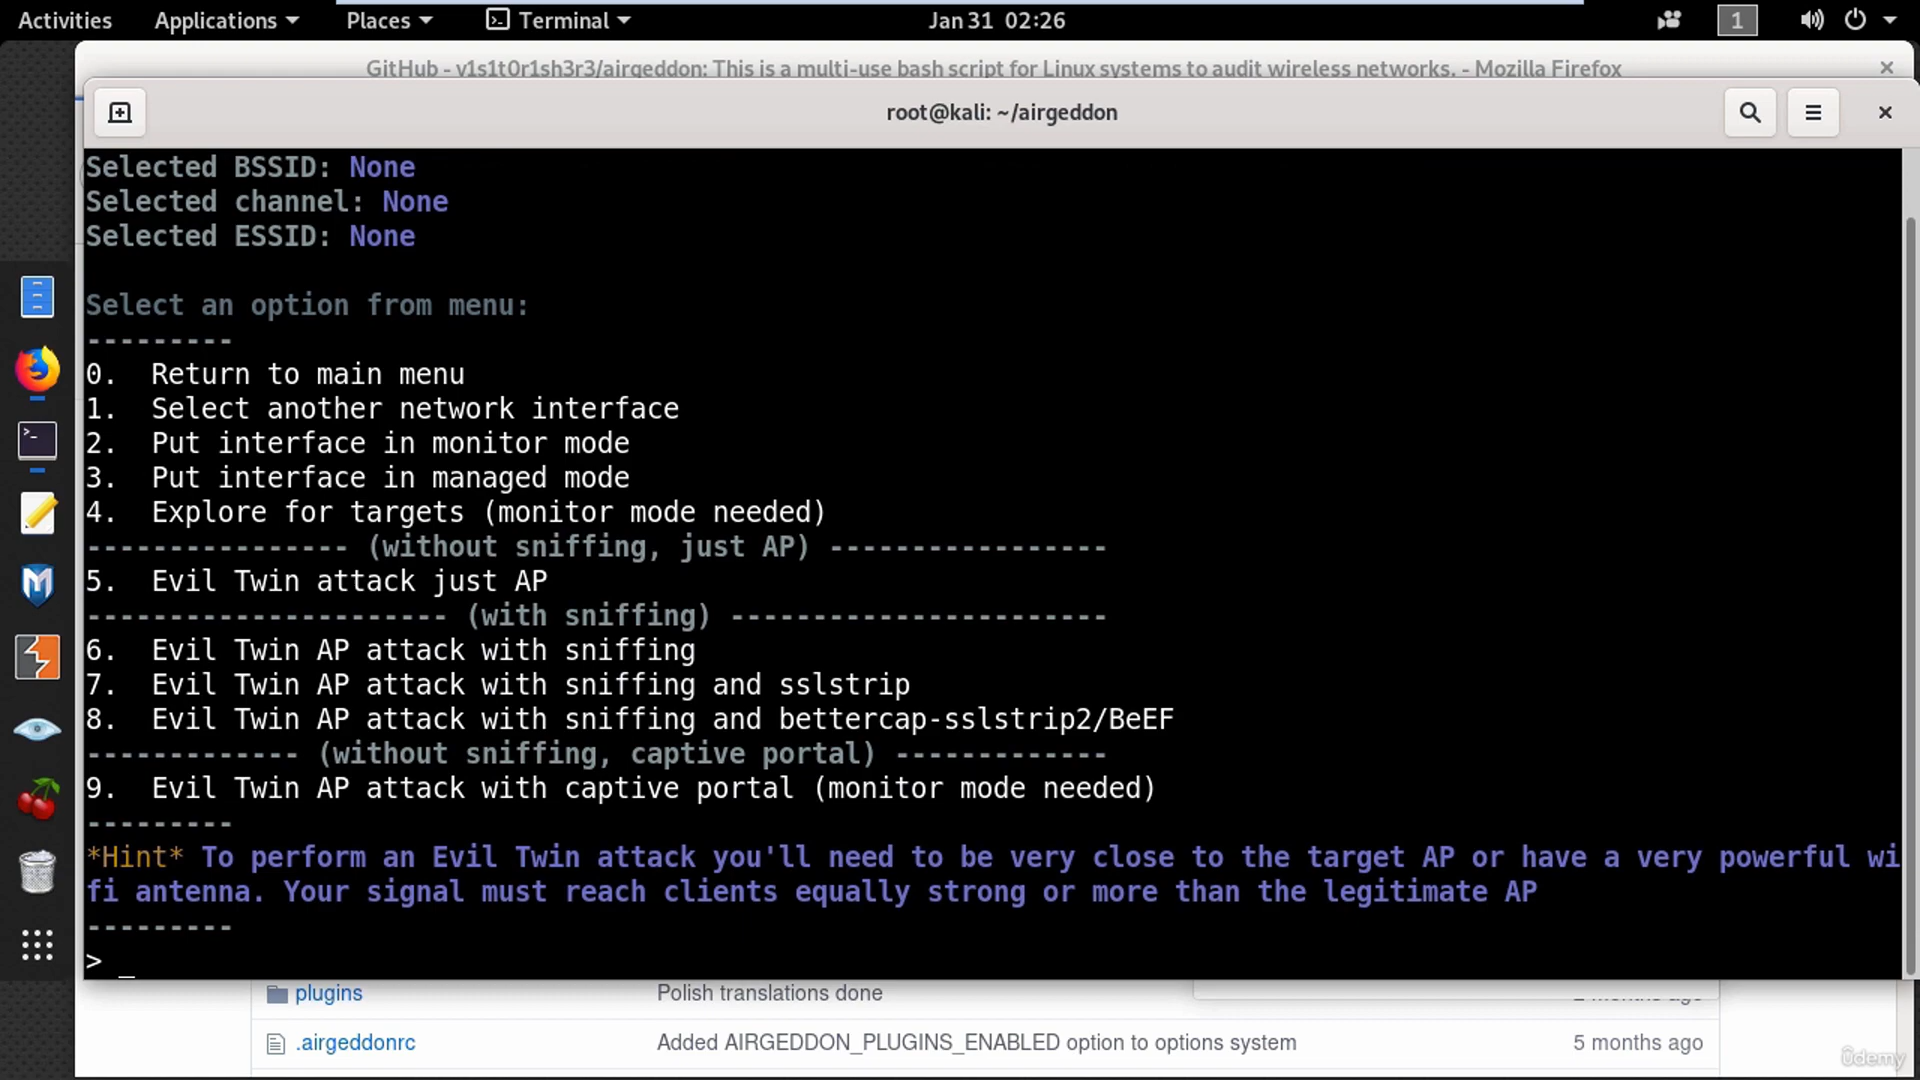 Activities Applications Places Terminal Jan 31 02:26 1
GitHub - v1s1t0r1sh3r3/airgeddon: This is a multi-use bash script for Linux systems to audit wireless networks. - Mozilla Firefox
root@kali: ~/airgeddon
Selected BSSID: None
Selected channel: None
Selected ESSID: None
Select an option from menu:
---------
0. Return to main menu
1. Select another network interface
2. Put interface in monitor mode
3. Put interface in managed mode
4. Explore for targets (monitor mode needed)
---------------- (without sniffing, just AP) -----------------
5. Evil Twin attack just AP
---------------------- (with sniffing) -----------------------
6. Evil Twin AP attack with sniffing
7. Evil Twin AP attack with sniffing and sslstrip
8. Evil Twin AP attack with sniffing and bettercap-sslstrip2/BeEF
------------- (without sniffing, captive portal) -------------
9. Evil Twin AP attack with captive portal (monitor mode needed)
---------
*Hint* To perform an Evil Twin attack you'll need to be very close to the target AP or have a very powerful wi
fi antenna. Your signal must reach clients equally strong or more than the legitimate AP
---------
> _
plugins Polish translations done 2 months ago
.airgeddonrc Added AIRGEDDON_PLUGINS_ENABLED option to options system 5 months ago
ûdemy